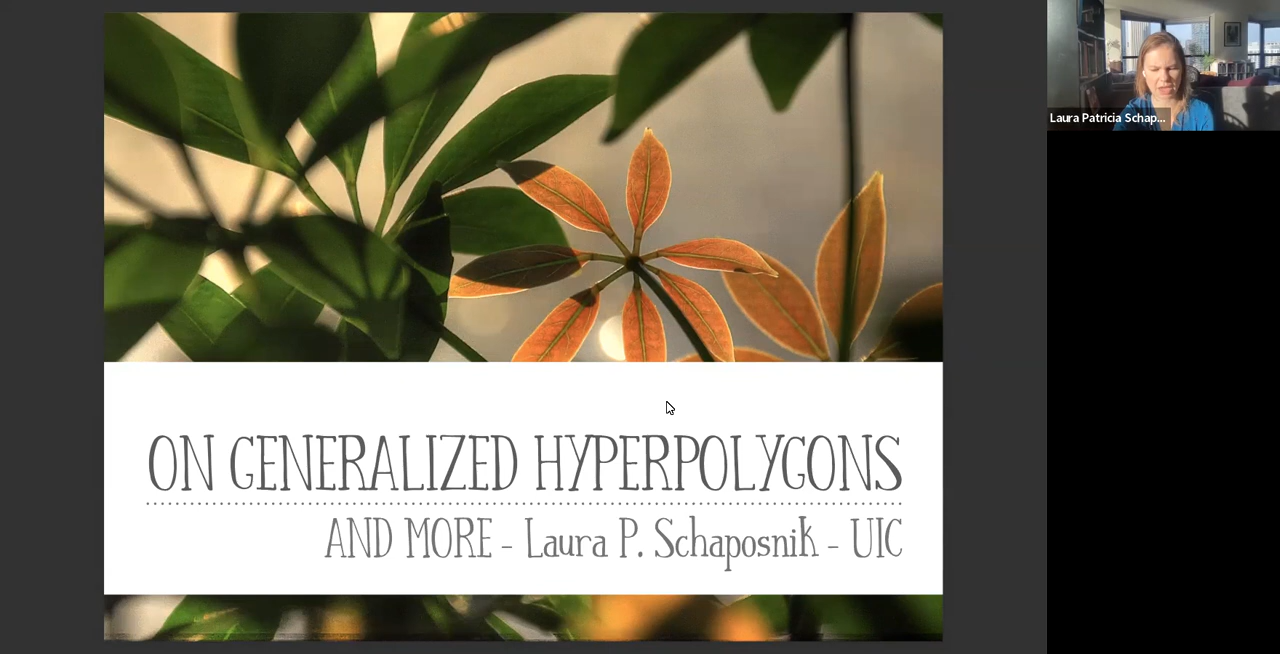 Laura Patricia Schap...
ON GENERALIZED HYPERPOLYGONS
AND MORE - Laura P. Schaposnik - UIC